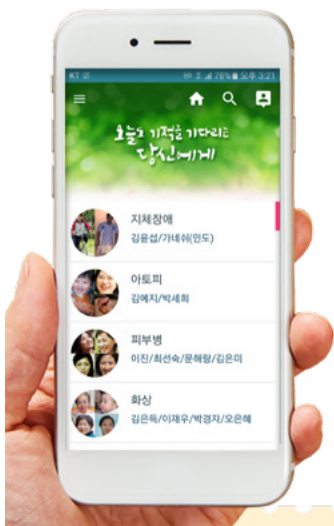 KT 78% 오후 3:21
오늘도 기적을 기다리는
당신에게
지체장애
김윤섭/가네쉬(인도)
아토피
김예지/박세희
피부병
이진/최선숙/문해랑/김은미
화상
김은득/이재우/박경자/오은혜